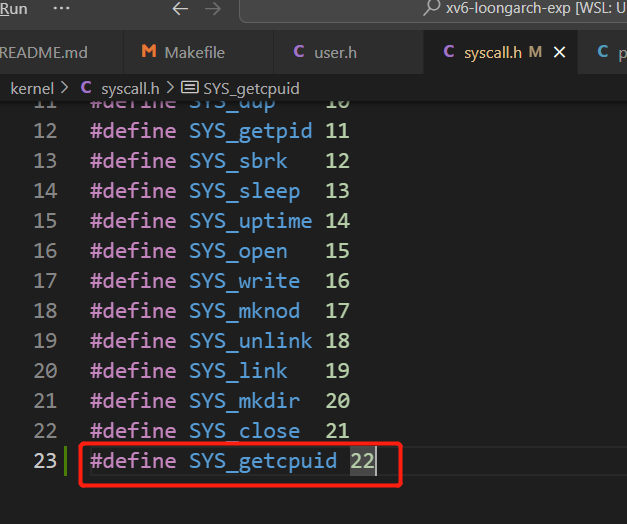 Run ··· xv6-loongarch-exp [WSL: U
README.md Makefile user.h syscall.h M
kernel > C syscall.h > SYS_getcpuid
11 #define SYS_dup 10
12 #define SYS_getpid 11
13 #define SYS_sbrk 12
14 #define SYS_sleep 13
15 #define SYS_uptime 14
16 #define SYS_open 15
17 #define SYS_write 16
18 #define SYS_mknod 17
19 #define SYS_unlink 18
20 #define SYS_link 19
21 #define SYS_mkdir 20
22 #define SYS_close 21
23 #define SYS_getcpuid 22